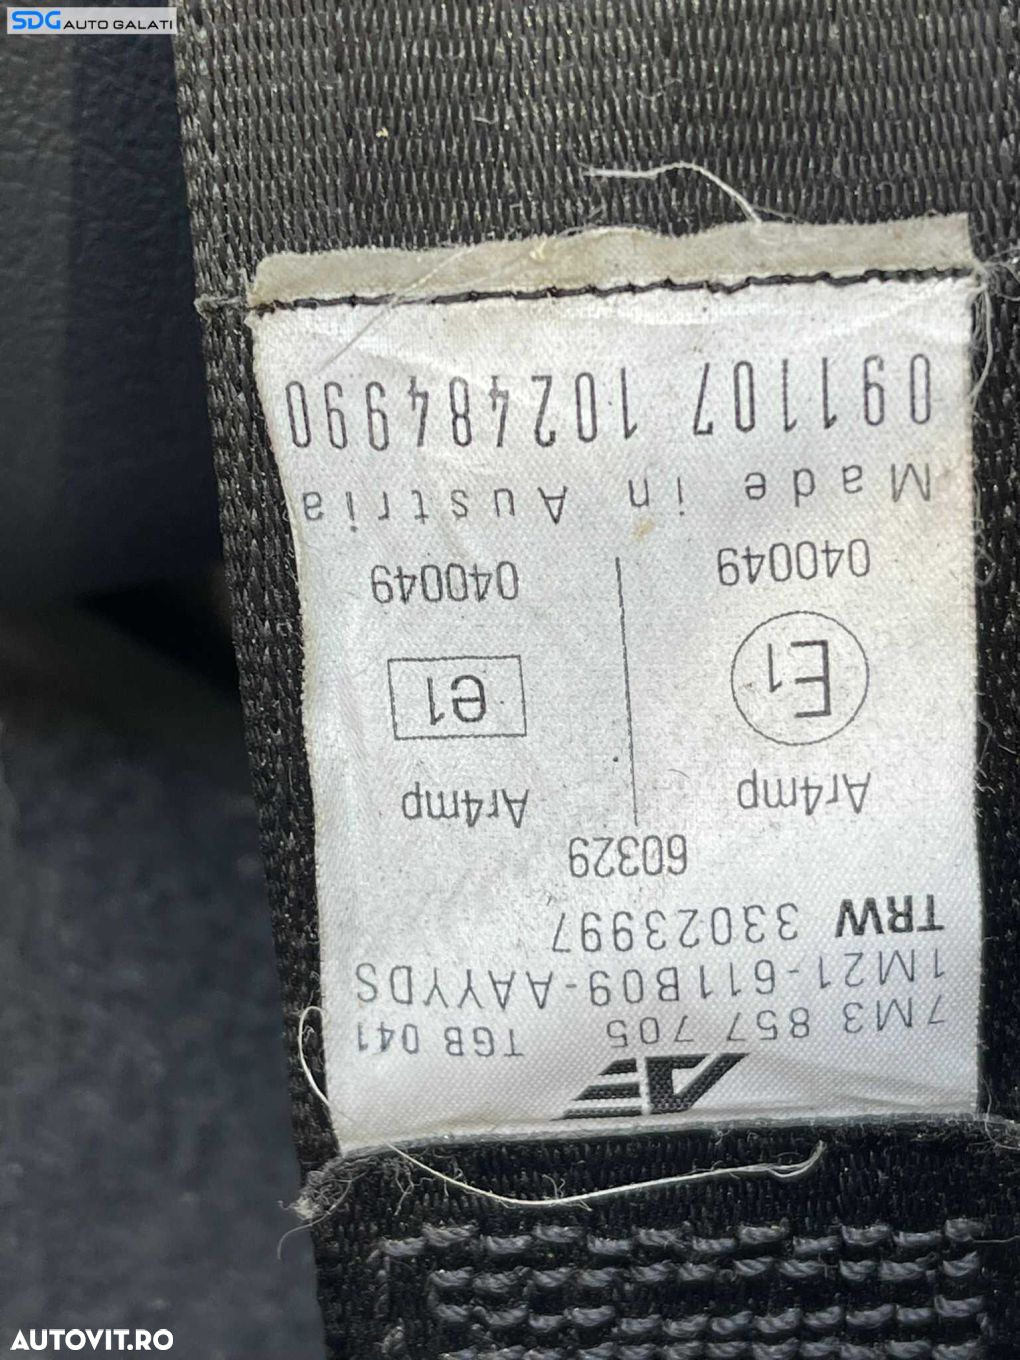 SDG AUTO GALATI
7M3 857 705 TGB 041
1M21-611B09-AAYYDS
TRW 33023997
60329
Ar4mp Ar4mp
E1 e1
040049 040049
Made in Austria
091107 102484990
AUTOVIT.RO